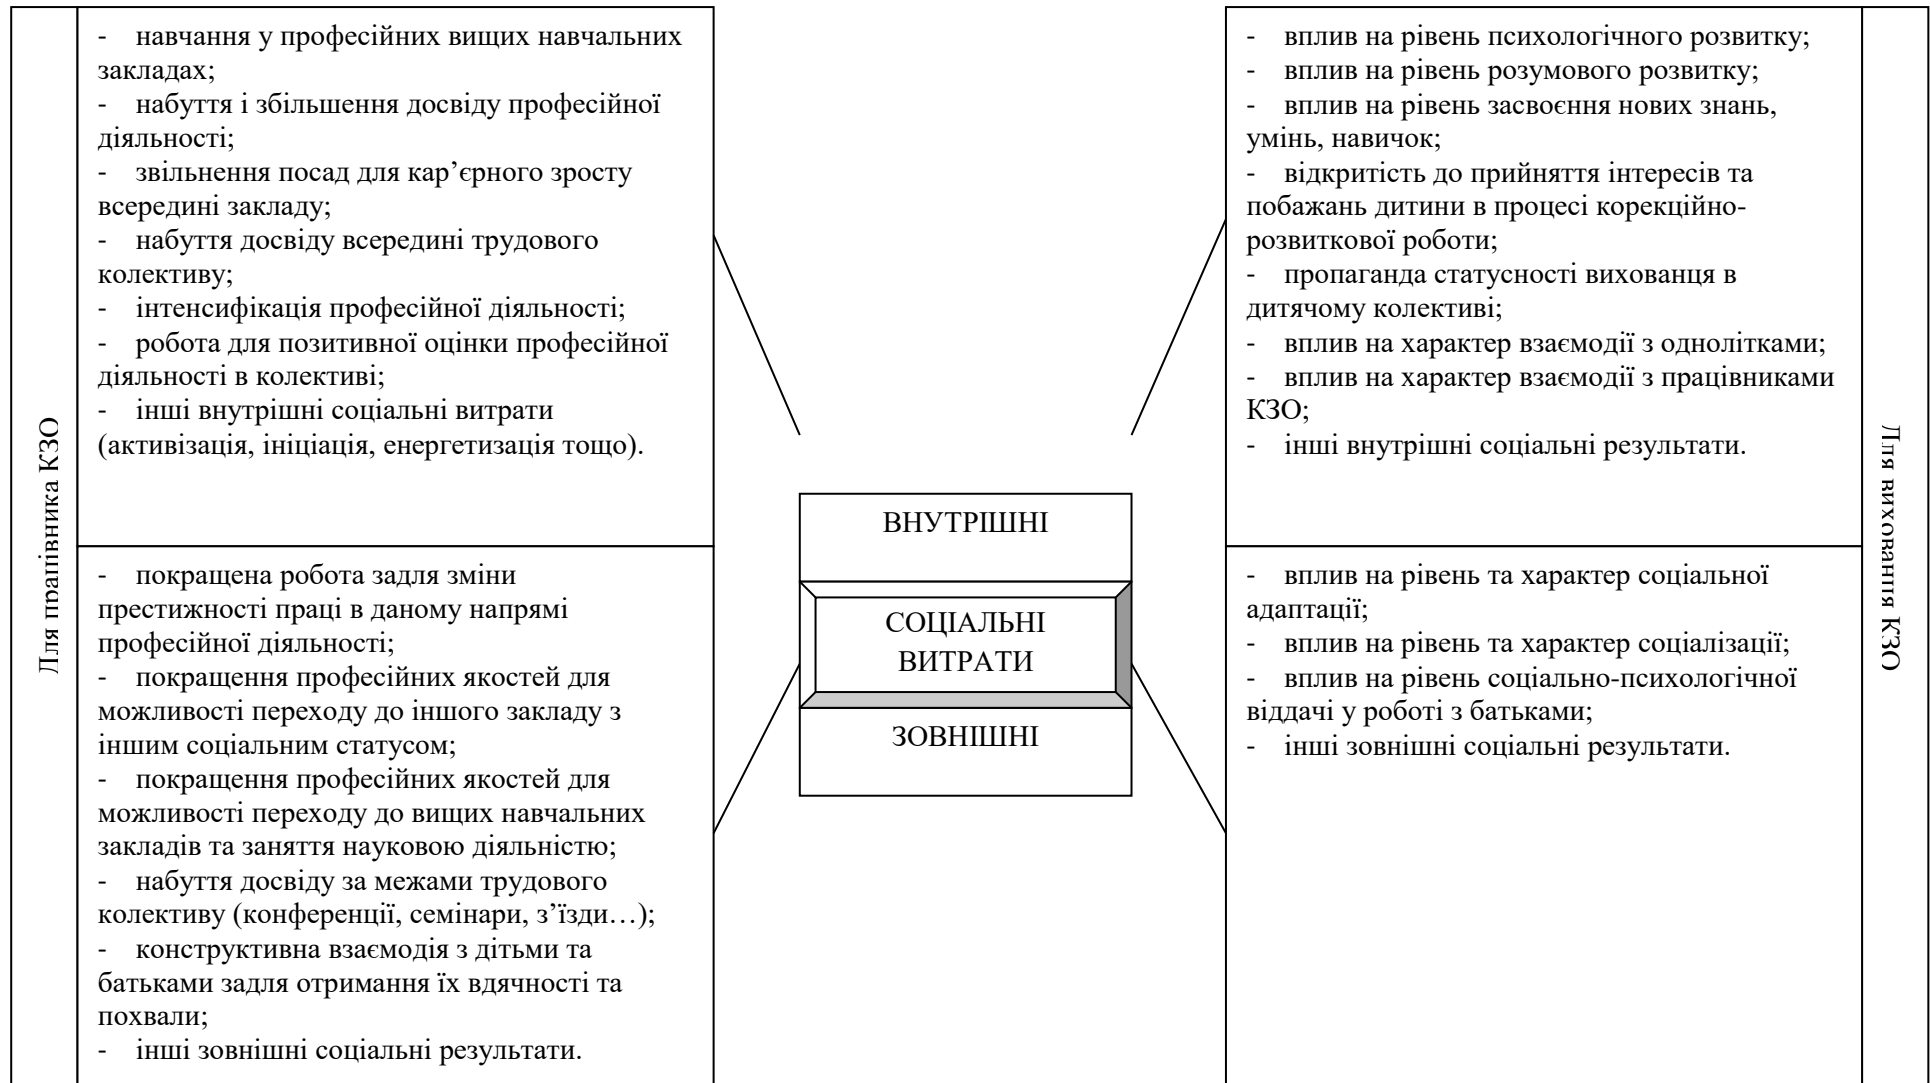 Для працівника КЗО
- навчання у професійних вищих навчальних
закладах;
- набуття і збільшення досвіду професійної
діяльності;
- звільнення посад для кар’єрного зросту
всередині закладу;
- набуття досвіду всередині трудового
колективу;
- інтенсифікація професійної діяльності;
- робота для позитивної оцінки професійної
діяльності в колективі;
- інші внутрішні соціальні витрати
(активізація, ініціація, енергетизація тощо).
- покращена робота задля зміни
престижності праці в даному напрямі
професійної діяльності;
- покращення професійних якостей для
можливості переходу до іншого закладу з
іншим соціальним статусом;
- покращення професійних якостей для
можливості переходу до вищих навчальних
закладів та заняття науковою діяльністю;
- набуття досвіду за межами трудового
колективу (конференції, семінари, з’їзди…);
- конструктивна взаємодія з дітьми та
батьками задля отримання їх вдячності та
похвали;
- інші зовнішні соціальні результати.
ВНУТРІШНІ
СОЦІАЛЬНІ
ВИТРАТИ
ЗОВНІШНІ
- вплив на рівень психологічного розвитку;
- вплив на рівень розумового розвитку;
- вплив на рівень засвоєння нових знань,
умінь, навичок;
- відкритість до прийняття інтересів та
побажань дитини в процесі корекційно-
розвиткової роботи;
- пропаганда статусності вихованця в
дитячому колективі;
- вплив на характер взаємодії з однолітками;
- вплив на характер взаємодії з працівниками
КЗО;
- інші внутрішні соціальні результати.
- вплив на рівень та характер соціальної
адаптації;
- вплив на рівень та характер соціалізації;
- вплив на рівень соціально-психологічної
віддачі у роботі з батьками;
- інші зовнішні соціальні результати.
Для вихованця КЗО